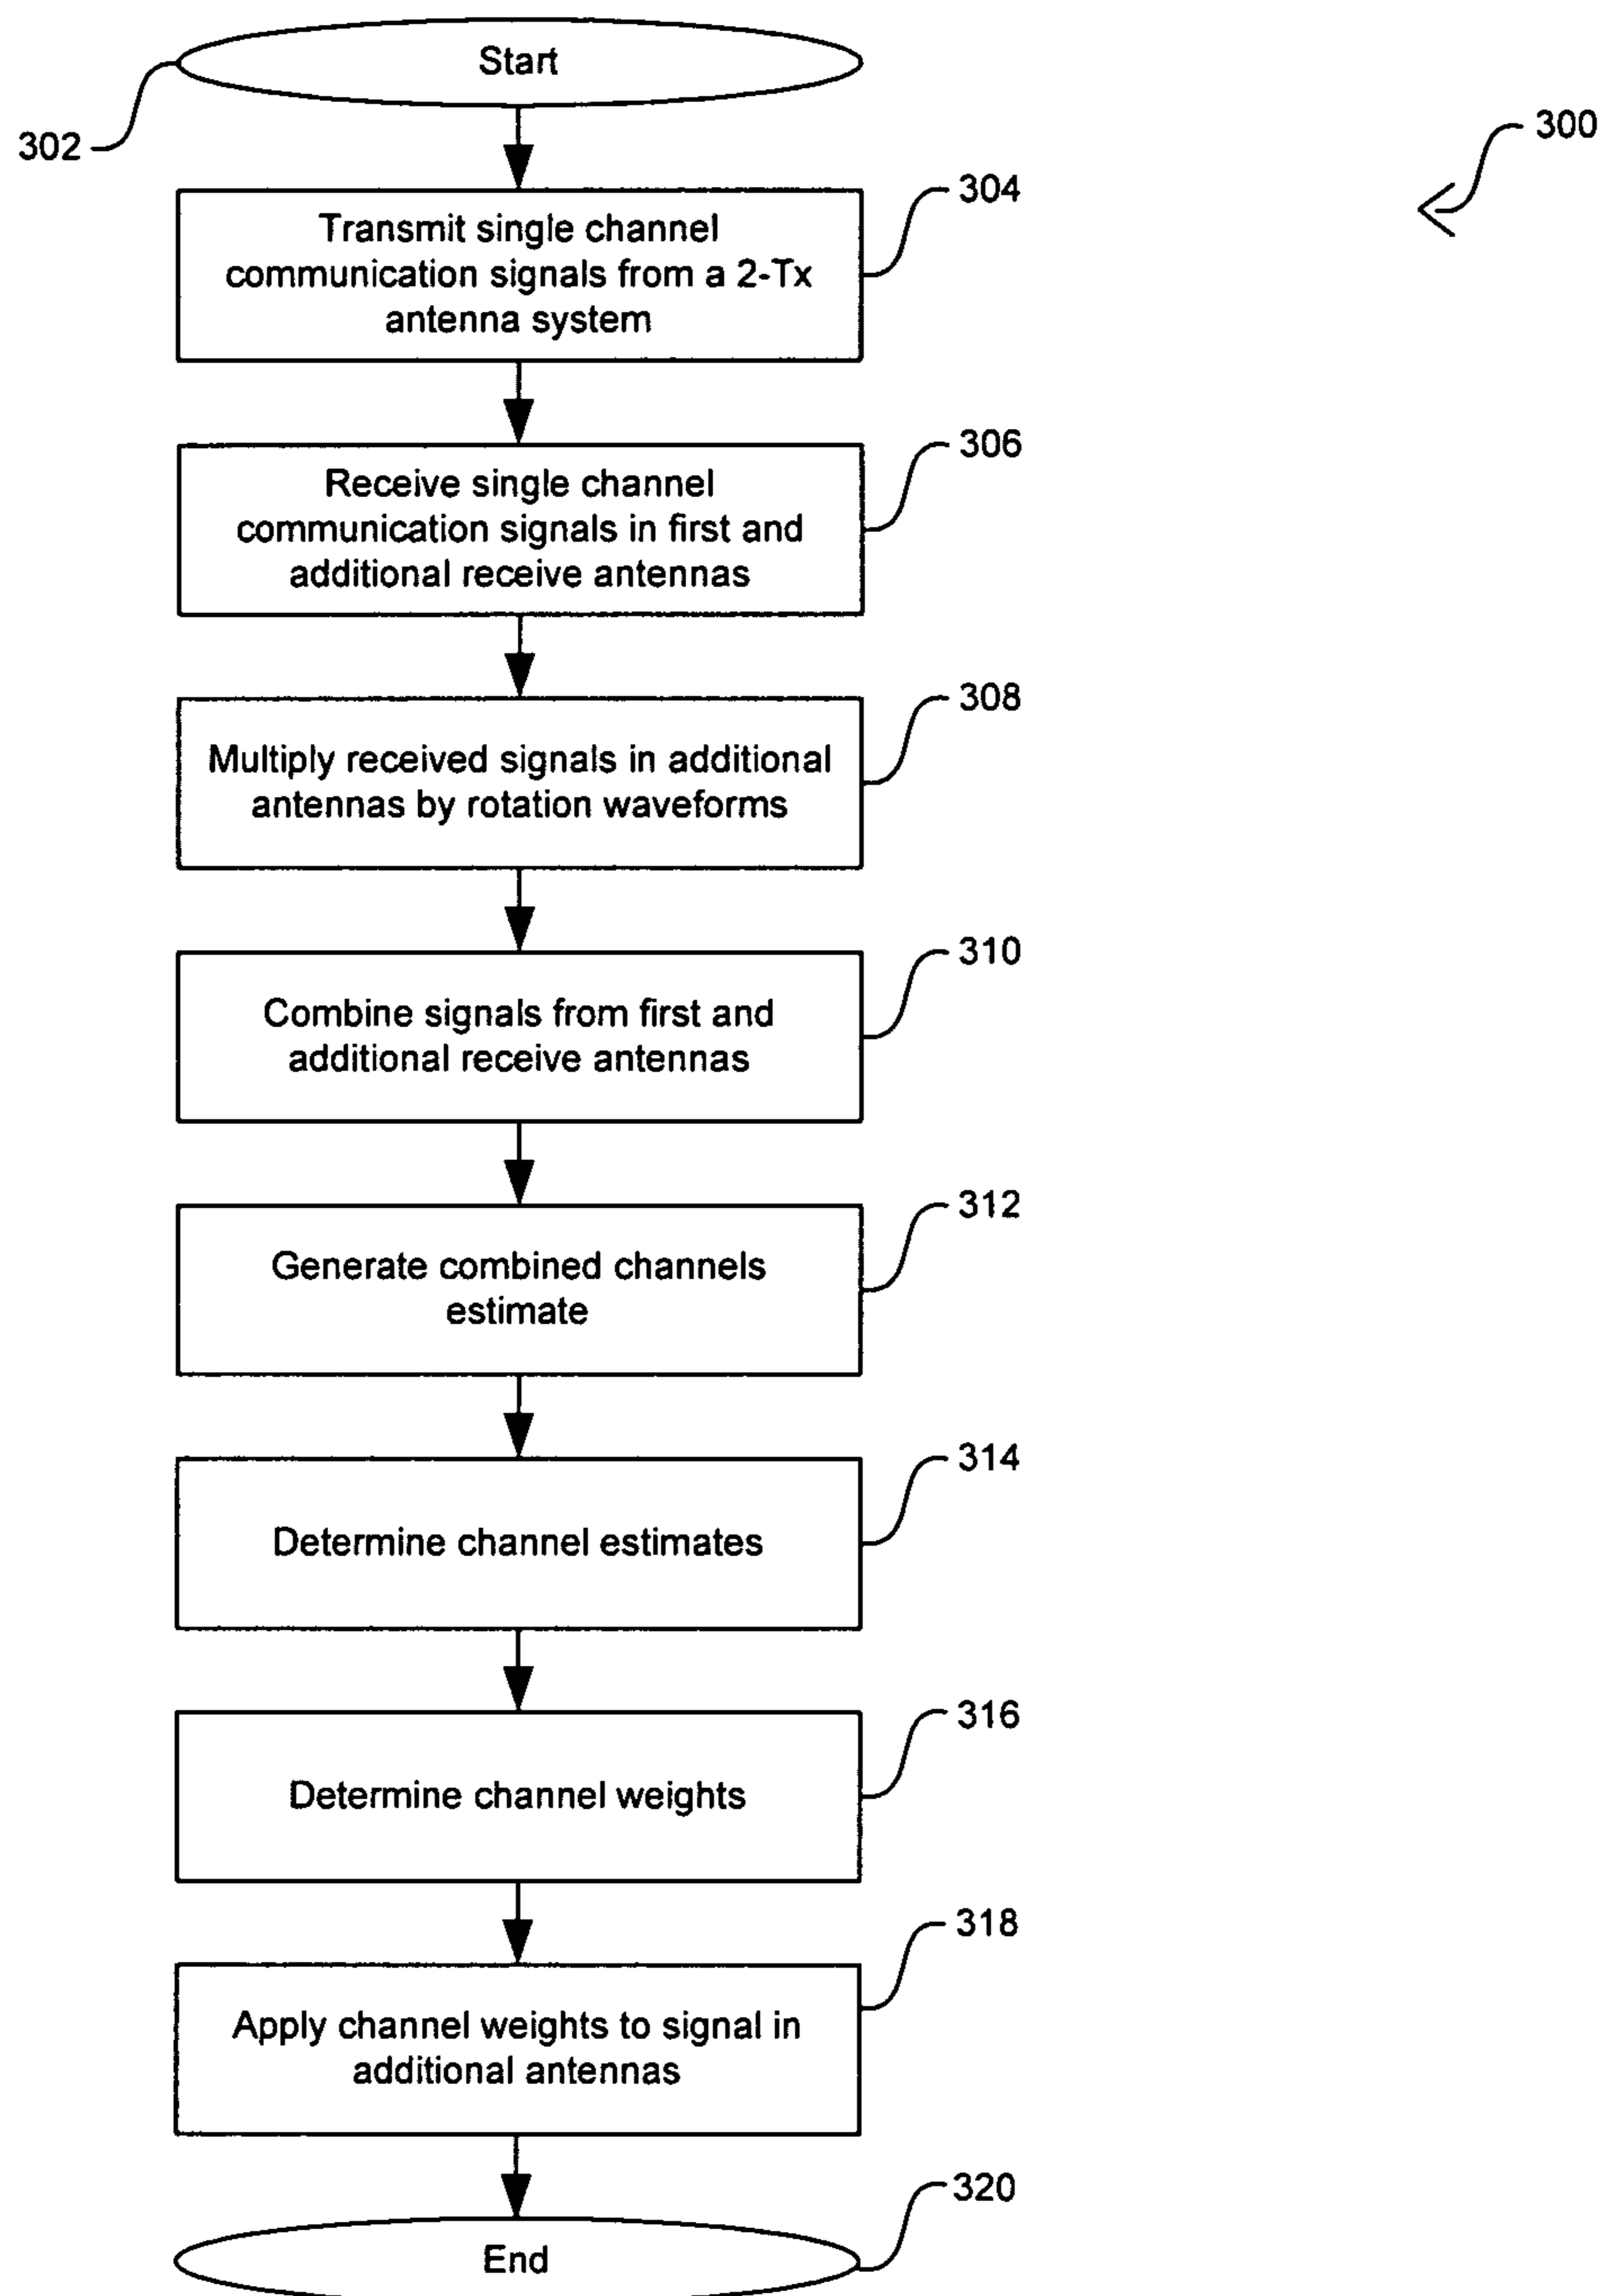 Start
302
300
304
Transmit single channel
communication signals from a 2-Tx
antenna system
306
Receive single channel
communication signals in first and
additional receive antennas
308
Multiply received signals in additional
antennas by rotation waveforms
310
Combine signals from first and
additional receive antennas
312
Generate combined channels
estimate
314
Determine channel estimates
316
Determine channel weights
318
Apply channel weights to signal in
additional antennas
320
End